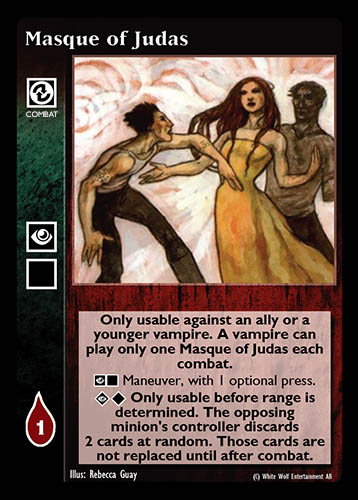 Masque of Judas
COMBAT
Only usable against an ally or a
younger vampire. A vampire can
play only one Masque of Judas each
combat.
Maneuver, with 1 optional press.
Only usable before range is
determined. The opposing
minion's controller discards
2 cards at random. Those cards are
not replaced until after combat.
1
Illus: Rebecca Guay
(C) White Wolf Entertainment AB